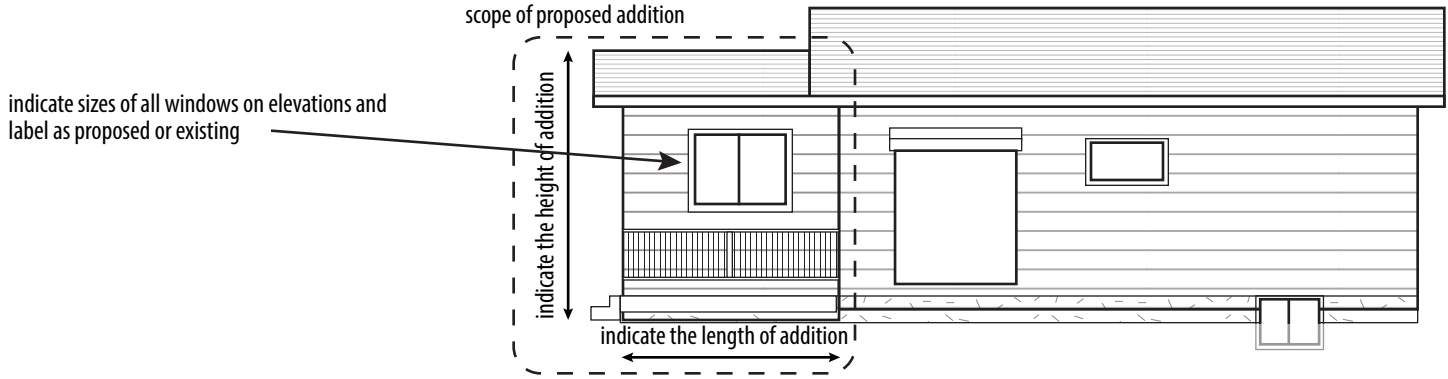 scope of proposed addition
indicate sizes of all windows on elevations and
label as proposed or existing
indicate the height of addition
indicate the length of addition